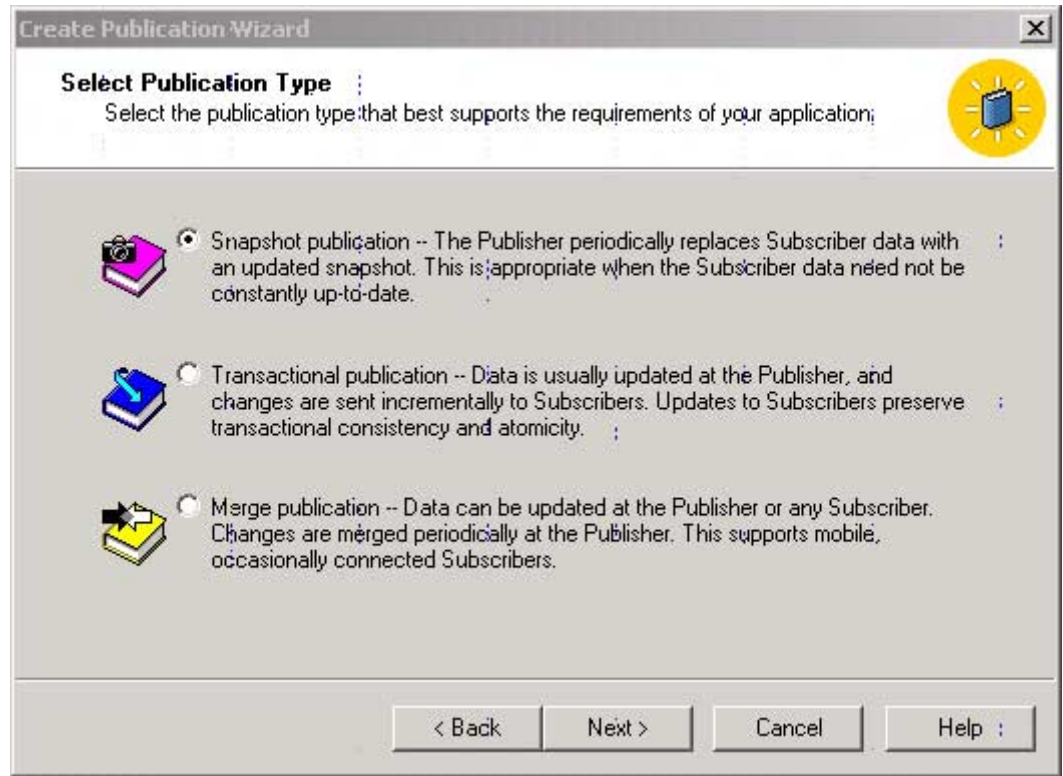 Create Publication Wizard
Select Publication Type
Select the publication type that best supports the requirements of your application.
Snapshot publication -- The Publisher periodically replaces Subscriber data with
an updated snapshot. This is appropriate when the Subscriber data need not be
constantly up-to-date.
Transactional publication -- Data is usually updated at the Publisher, and
changes are sent incrementally to Subscribers. Updates to Subscribers preserve
transactional consistency and atomicity.
Merge publication -- Data can be updated at the Publisher or any Subscriber.
Changes are merged periodically at the Publisher. This supports mobile,
occasionally connected Subscribers.
< Back Next > Cancel Help